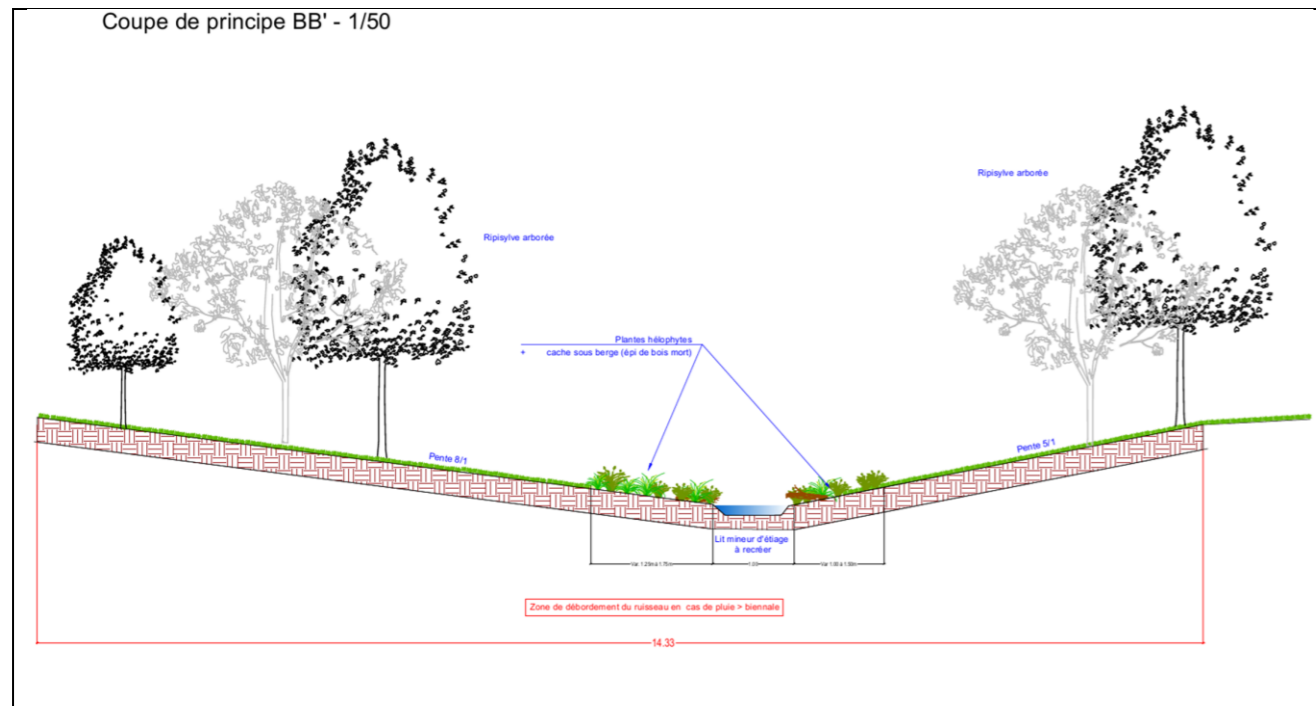 Coupe de principe BB' - 1/50
Ripisylve arborée
Ripisylve arborée
Plantes hélophytes
+ cache sous berge (épi de bois mort)
Pente 8/1
Pente 5/1
Lit mineur d'étiage
à recréer
Zone de débordement du ruisseau en cas de pluie > biennale
14.33